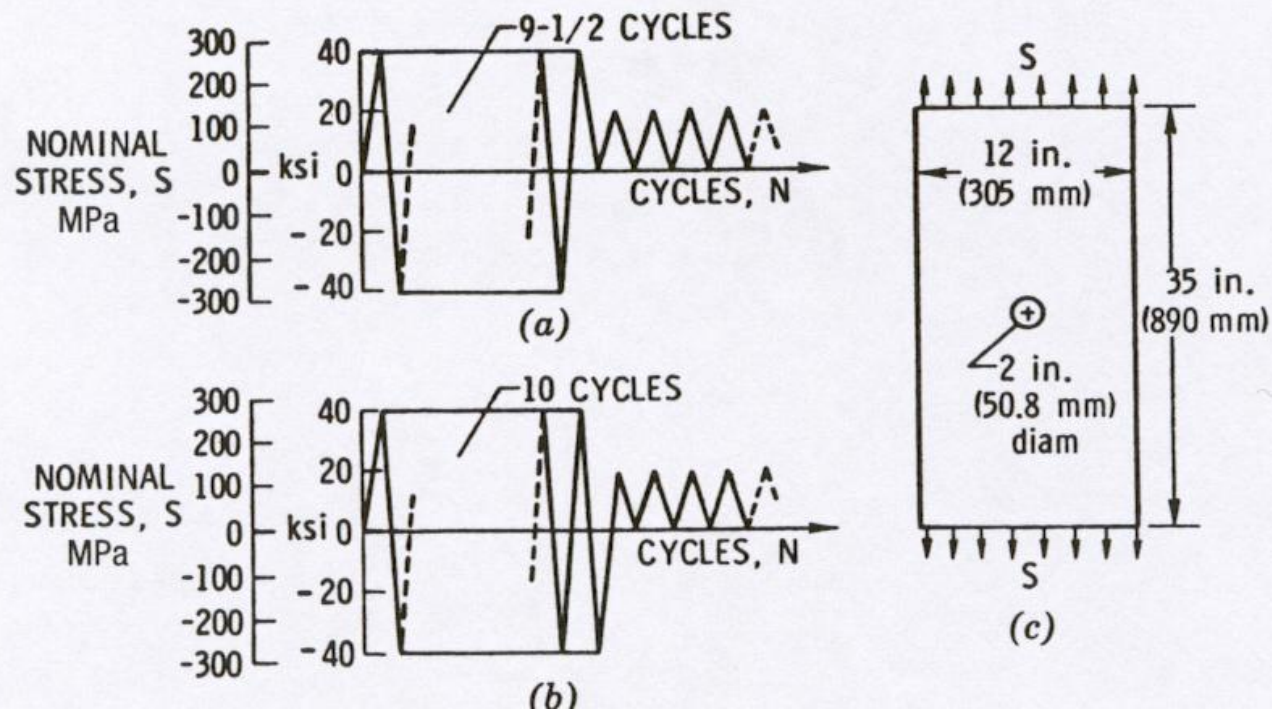 300
200
100
0
-100
-200
-300
NOMINAL
STRESS, S
MPa
ksi
40
20
0
- 20
- 40
9-1/2 CYCLES
CYCLES, N
(a)
300
200
100
0
-100
-200
-300
NOMINAL
STRESS, S
MPa
ksi
40
20
0
- 20
- 40
10 CYCLES
CYCLES, N
(b)
S
12 in.
(305 mm)
35 in.
(890 mm)
2 in.
(50.8 mm)
diam
S
(c)